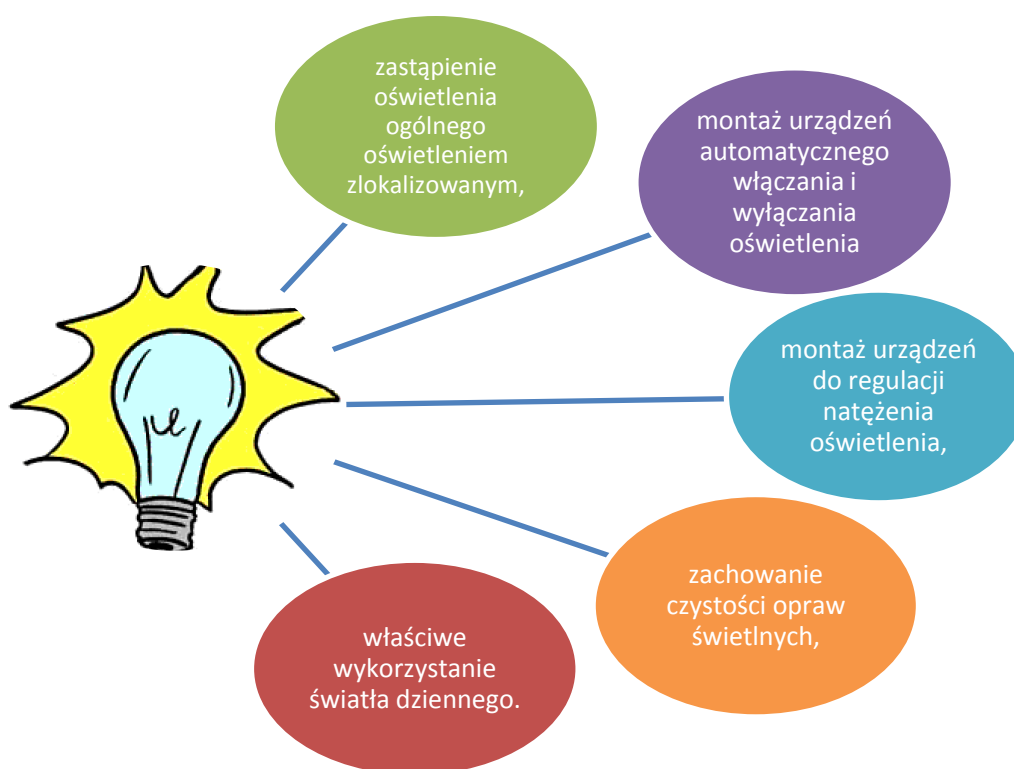 zastąpienie
oświetlenia
ogólnego
oświetleniem
zlokalizowanym,
montaż urządzeń
automatycznego
włączania i
wyłączania
oświetlenia
montaż urządzeń
do regulacji
natężenia
oświetlenia,
zachowanie
czystości opraw
świetlnych,
właściwe
wykorzystanie
światła dziennego.